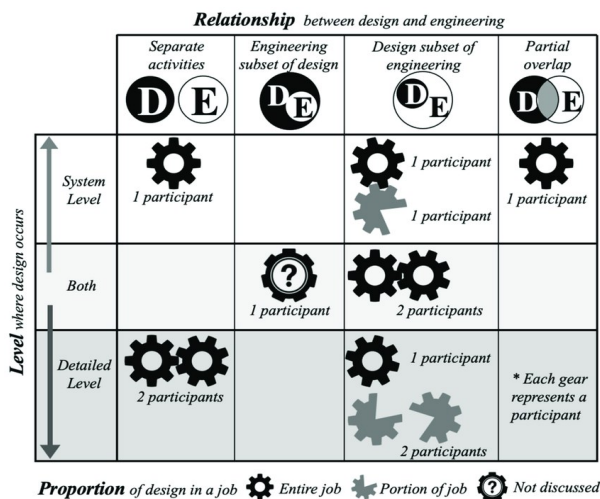 Relationship between design and engineering
Separate activities
Engineering subset of design
Design subset of engineering
Partial overlap
D E
D E
D E
D E
Level where design occurs
System Level
1 participant
1 participant
1 participant
1 participant
Both
?
1 participant
2 participants
Detailed Level
2 participants
1 participant
2 participants
* Each gear
represents a
participant
Proportion of design in a job
Entire job
Portion of job
?
Not discussed